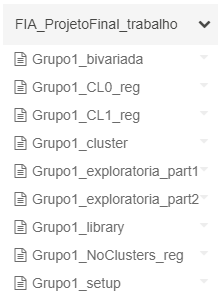 FIA_ProjetoFinal_trabalho
Grupo1_bivariada
Grupo1_CL0_reg
Grupo1_CL1_reg
Grupo1_cluster
Grupo1_exploratoria_part1
Grupo1_exploratoria_part2
Grupo1_library
Grupo1_NoClusters_reg
Grupo1_setup